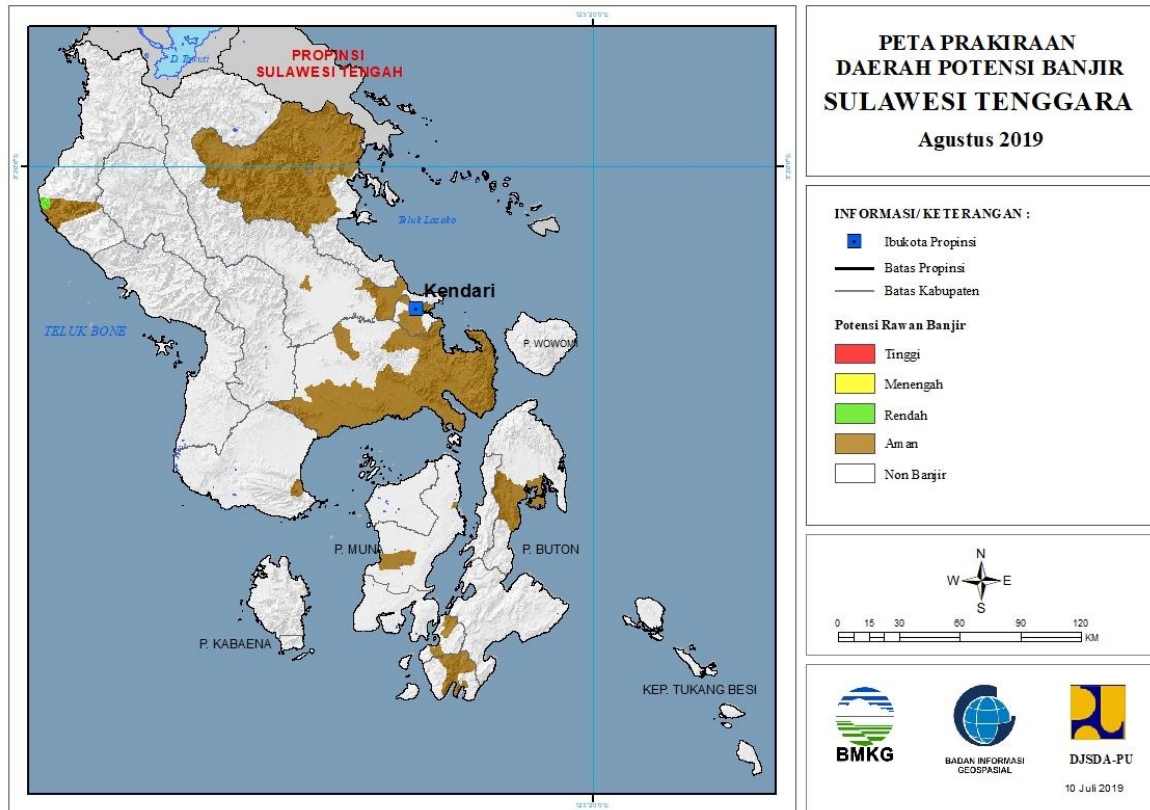 PROPINSI
SULAWESI TENGAH
D. Towuti
Teluk Lasolo
Kendari
TELUK BONE
P. WOWONI
P. MUNA
P. BUTON
P. KABAENA
KEP. TUKANG BESI
PETA PRAKIRAAN
DAERAH POTENSI BANJIR
SULAWESI TENGGARA
Agustus 2019
INFORMASI/KETERANGAN :
Ibukota Propinsi
Batas Propinsi
Batas Kabupaten
Potensi Rawan Banjir
Tinggi
Menengah
Rendah
Aman
Non Banjir
N
W E
S
0 15 30 60 90 120
KM
BMKG
BADAN INFORMASI
GEOSPASIAL
DJSDA-PU
10 Juli 2019